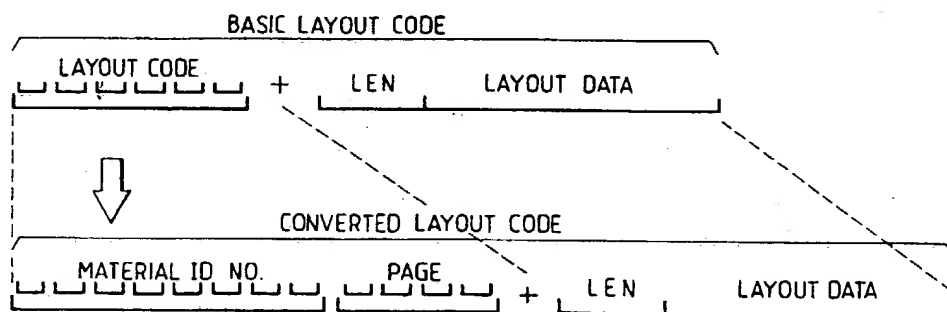 BASIC LAYOUT CODE
LAYOUT CODE + LEN LAYOUT DATA
CONVERTED LAYOUT CODE
MATERIAL ID NO. PAGE + LEN LAYOUT DATA